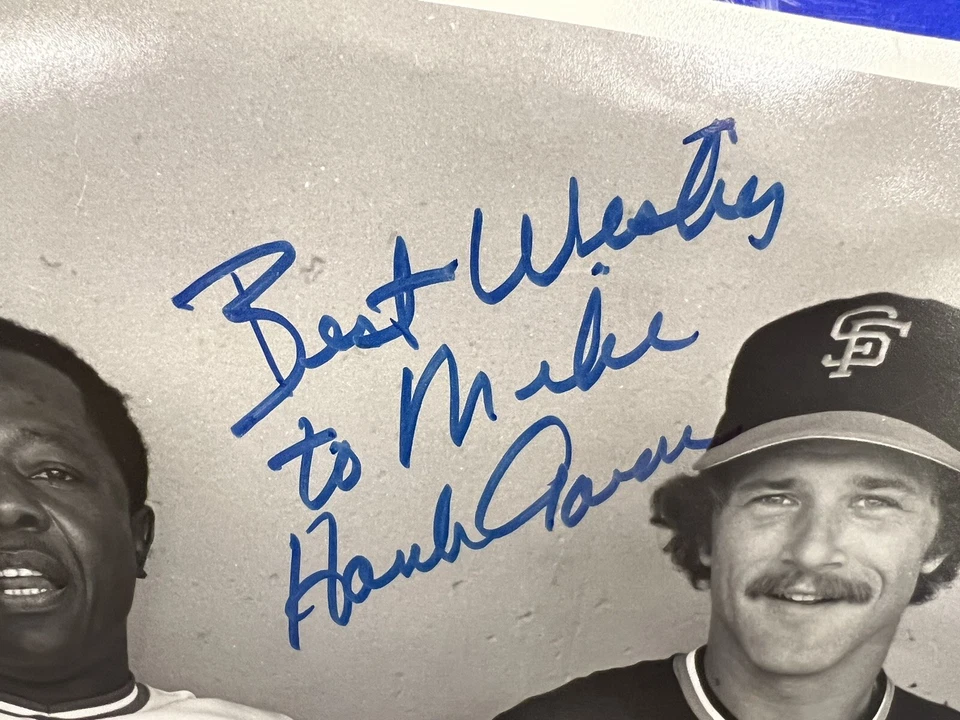 Best Wishes
to Mike
Hank Aaron
SF